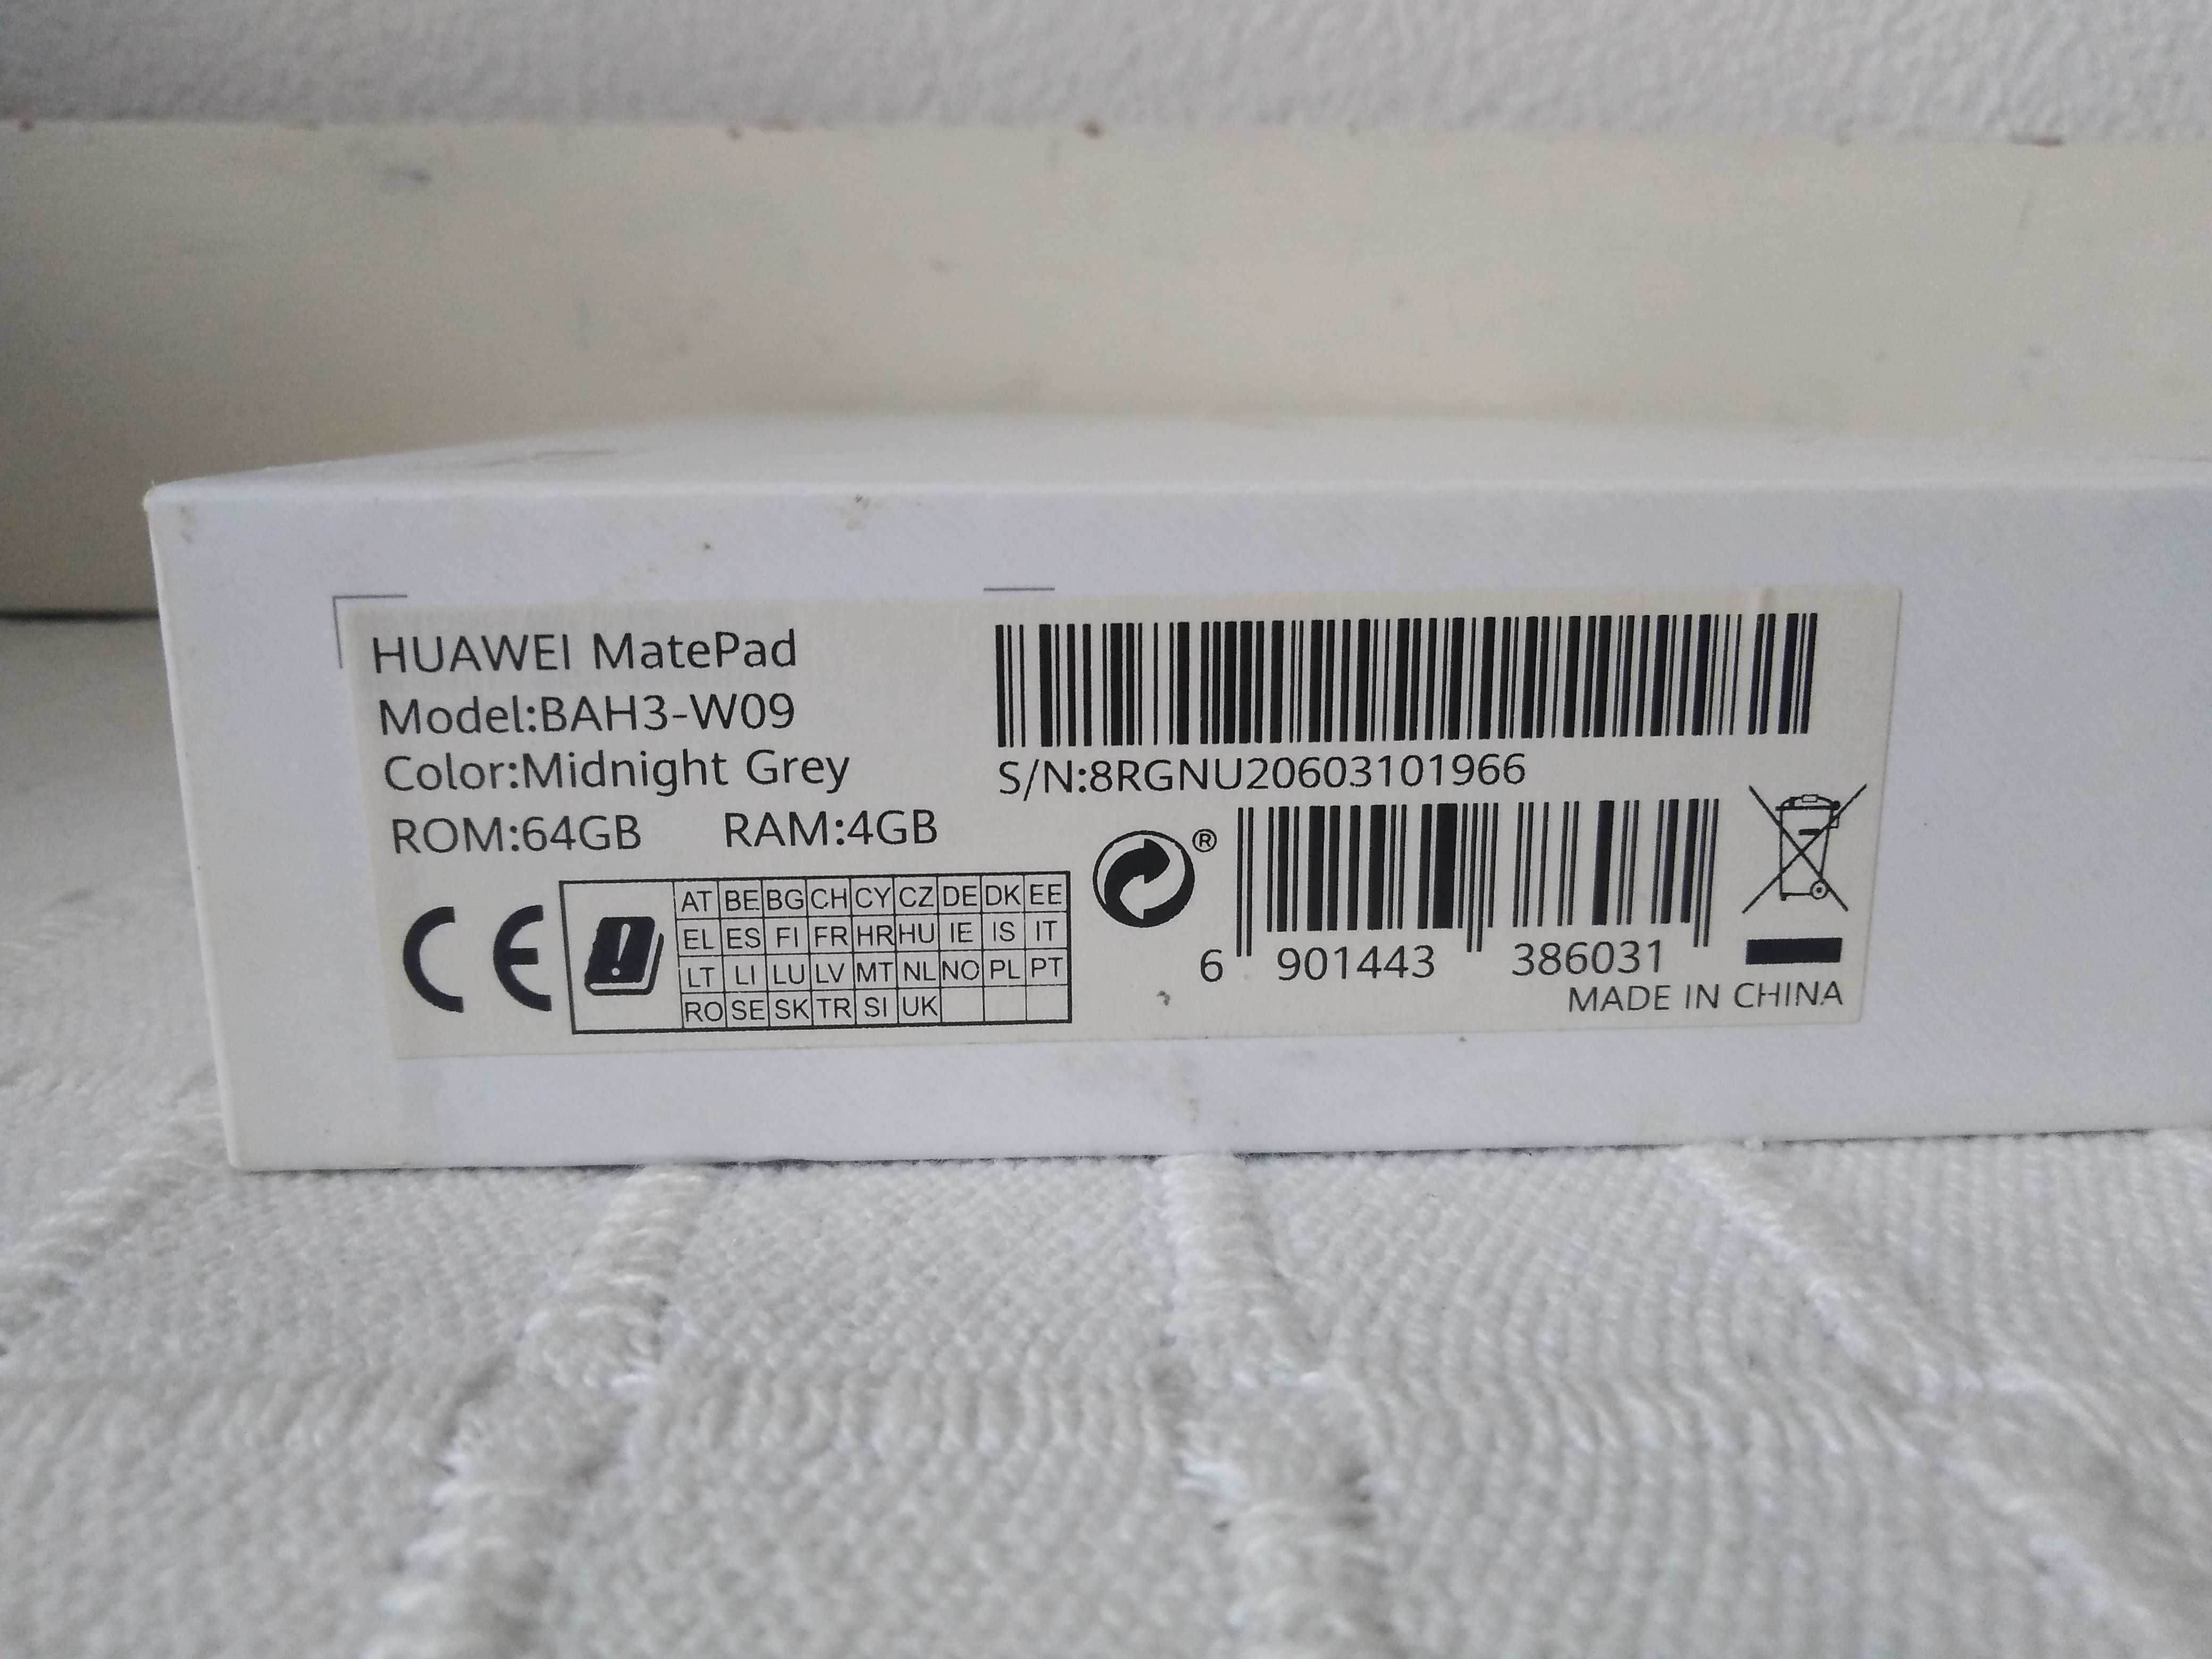 HUAWEI MatePad
Model:BAH3-W09
Color:Midnight Grey
ROM:64GB RAM:4GB
CE
AT BE BG CH CY CZ DE DK EE
EL ES FI FR HR HU IE IS IT
LT LI LU LV MT NL NO PL PT
RO SE SK TR SI UK
S/N:8RGNU20603101966
®
6 901443 386031
MADE IN CHINA